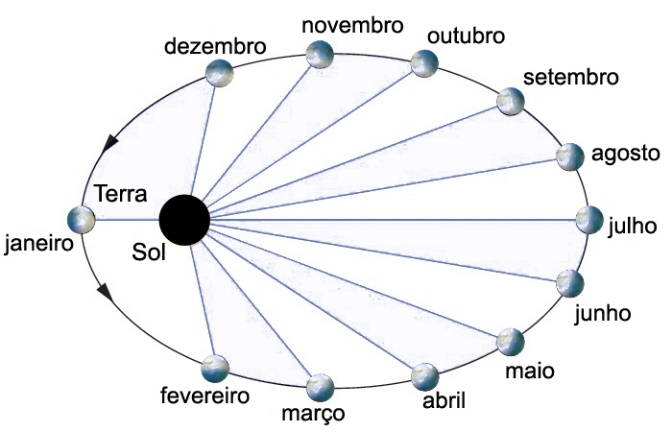 novembro
outubro
dezembro
setembro
agosto
Terra
julho
janeiro
Sol
junho
maio
fevereiro
abril
março